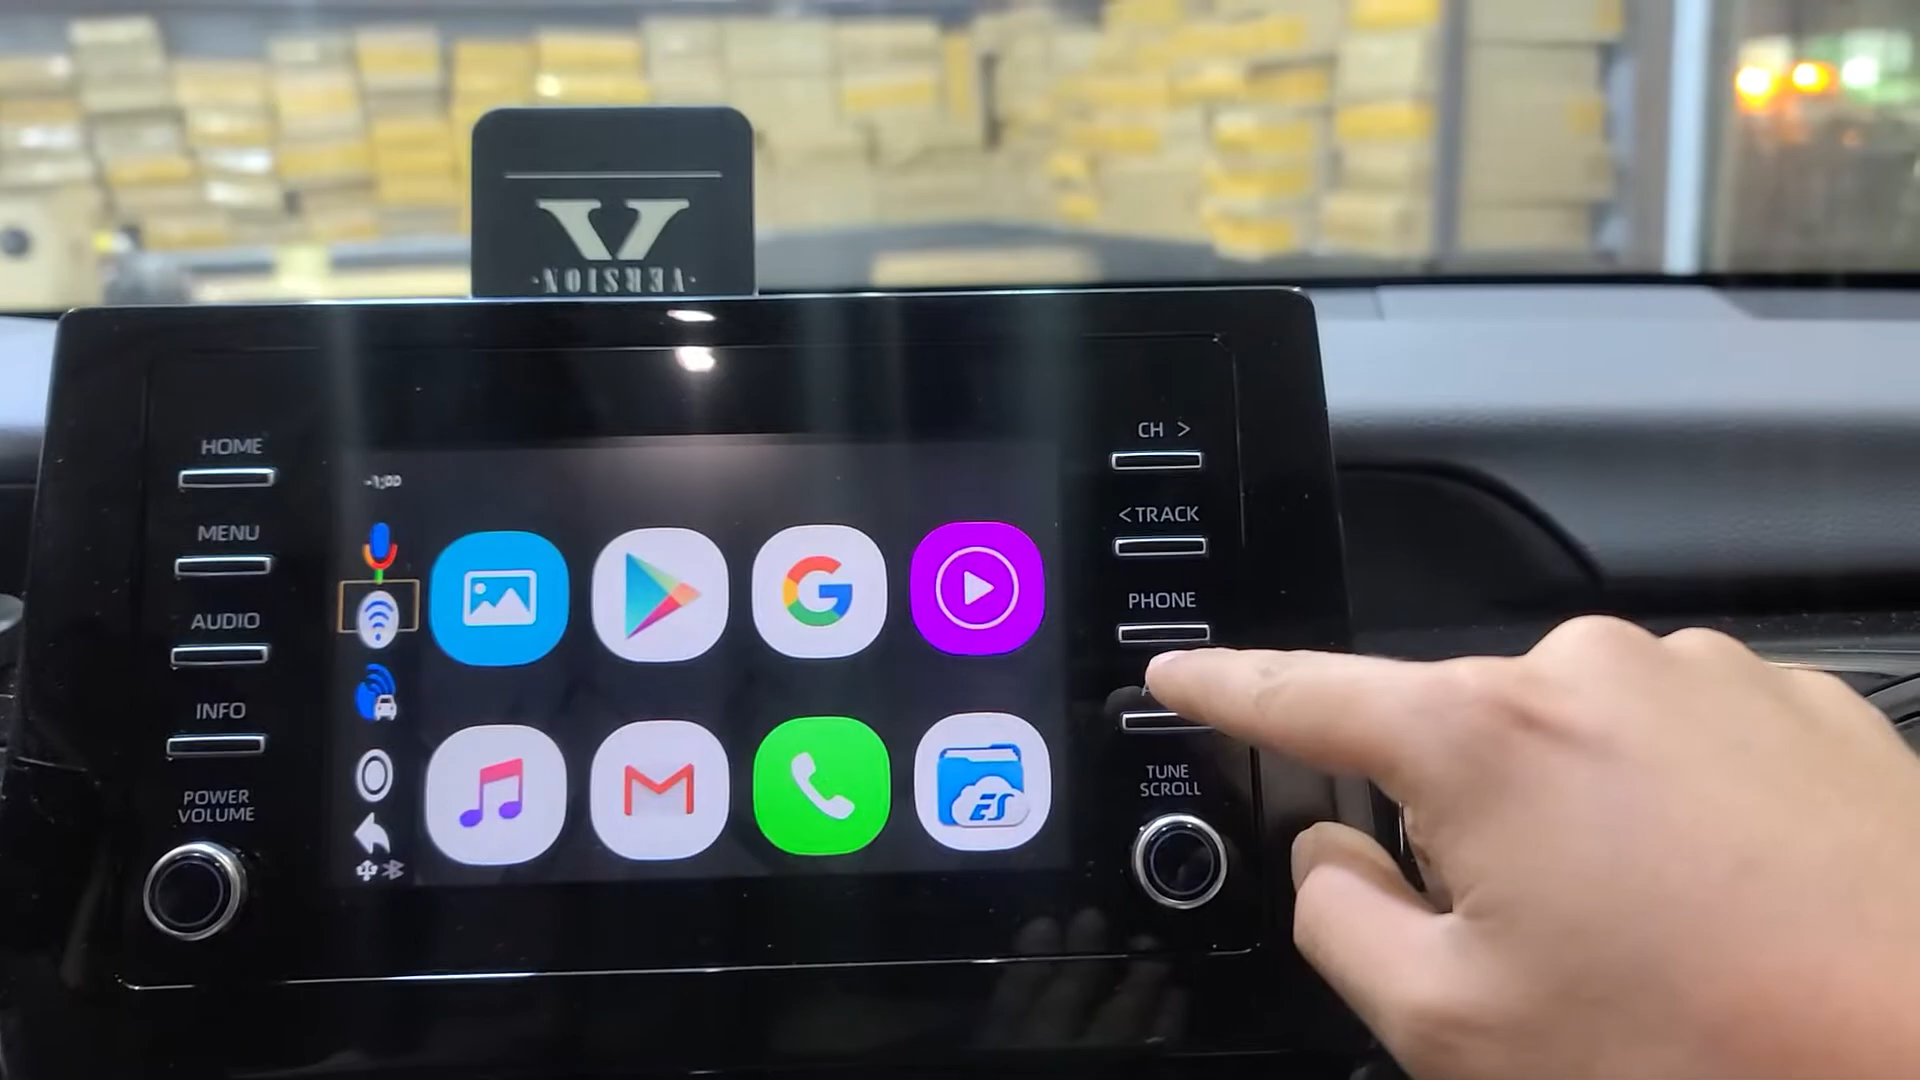 V
·VERSION·
HOME
MENU
AUDIO
INFO
POWER
VOLUME
CH >
< TRACK
PHONE
TUNE
SCROLL
G
M
ES